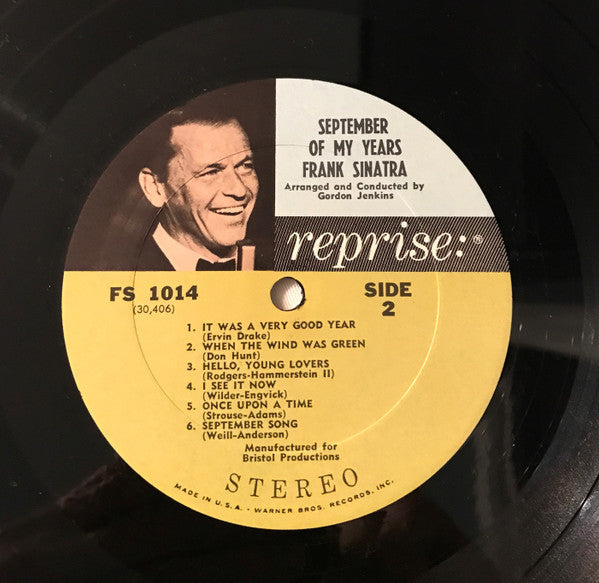 SEPTEMBER
OF MY YEARS
FRANK SINATRA
Arranged and Conducted by
Gordon Jenkins
reprise:®
FS 1014
(30,406)
SIDE
2
1. IT WAS A VERY GOOD YEAR
(Ervin Drake)
2. WHEN THE WIND WAS GREEN
(Don Hunt)
3. HELLO, YOUNG LOVERS
(Rodgers-Hammerstein II)
4. I SEE IT NOW
(Wilder-Engvick)
5. ONCE UPON A TIME
(Strouse-Adams)
6. SEPTEMBER SONG
(Weill-Anderson)
Manufactured for
Bristol Productions
STEREO
MADE IN U.S.A. - WARNER BROS. RECORDS, INC.